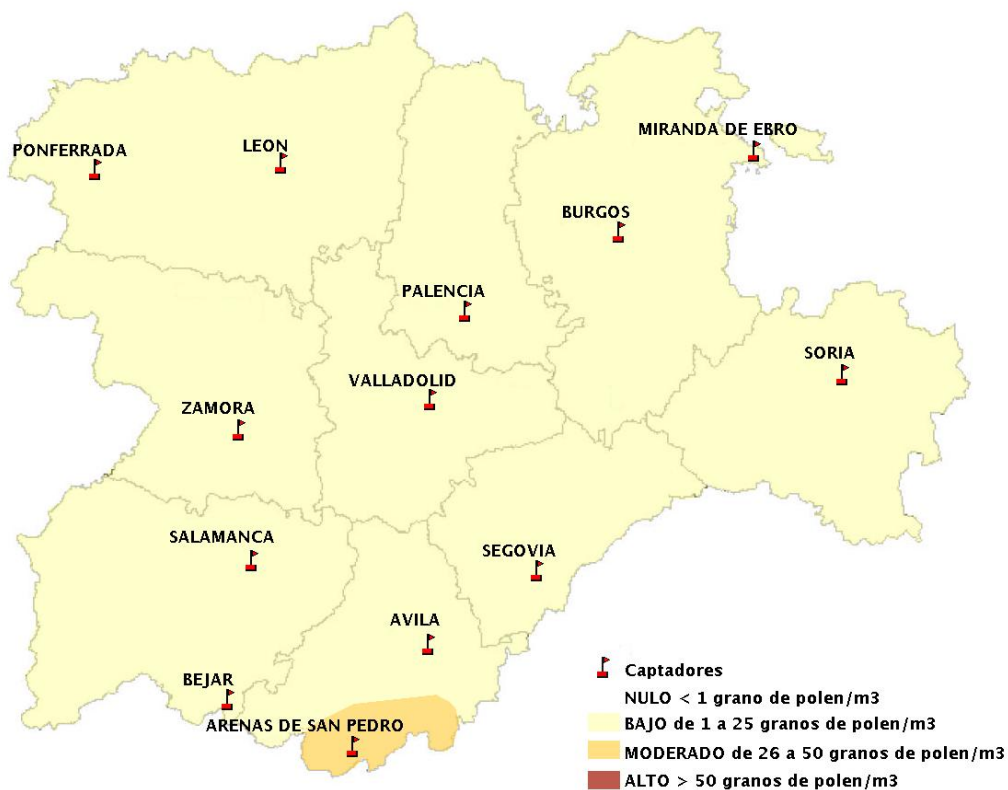 MIRANDA DE EBRO
LEON
PONFERRADA
BURGOS
PALENCIA
SORIA
VALLADOLID
ZAMORA
SALAMANCA
SEGOVIA
AVILA
BEJAR
ARENAS DE SAN PEDRO
Captadores
NULO < 1 grano de polen/m3
BAJO de 1 a 25 granos de polen/m3
MODERADO de 26 a 50 granos de polen/m3
ALTO > 50 granos de polen/m3